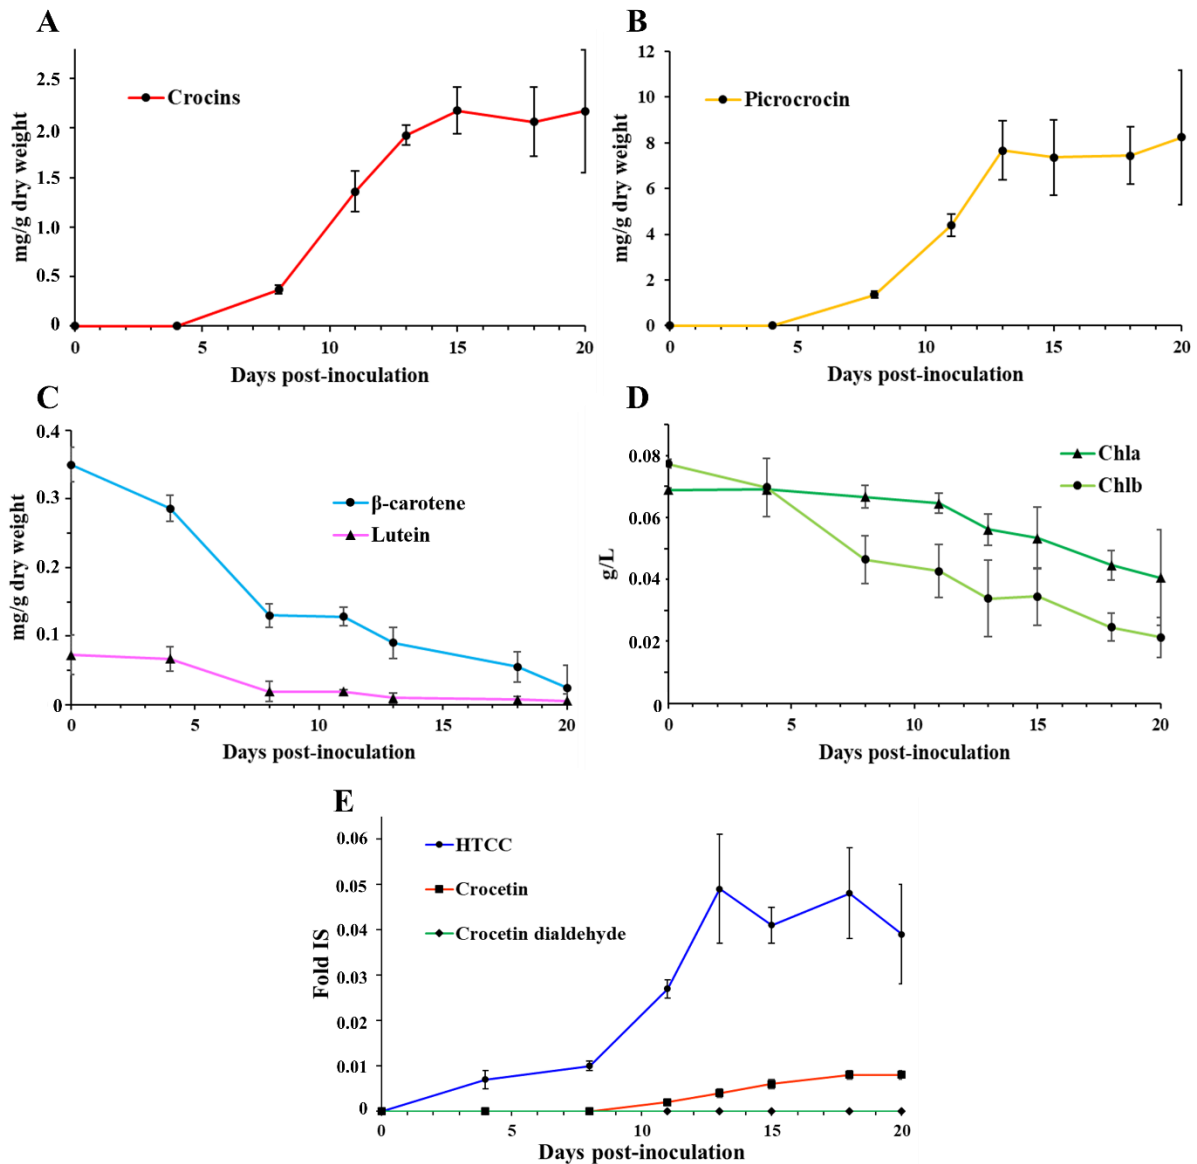 A
mg/g dry weight
2.5
2.0
1.5
1.0
0.5
0
Crocins
0 5 10 15 20
Days post-inoculation
B
mg/g dry weight
12
10
8
6
4
2
0
Picrocrocin
0 5 10 15 20
Days post-inoculation
C
mg/g dry weight
0.4
0.3
0.2
0.1
0
β-carotene
Lutein
0 5 10 15 20
Days post-inoculation
D
g/L
0.08
0.06
0.04
0.02
0
Chla
Chlb
0 5 10 15 20
Days post-inoculation
E
Fold IS
0.06
0.05
0.04
0.03
0.02
0.01
0
HTCC
Crocetin
Crocetin dialdehyde
0 5 10 15 20
Days post-inoculation